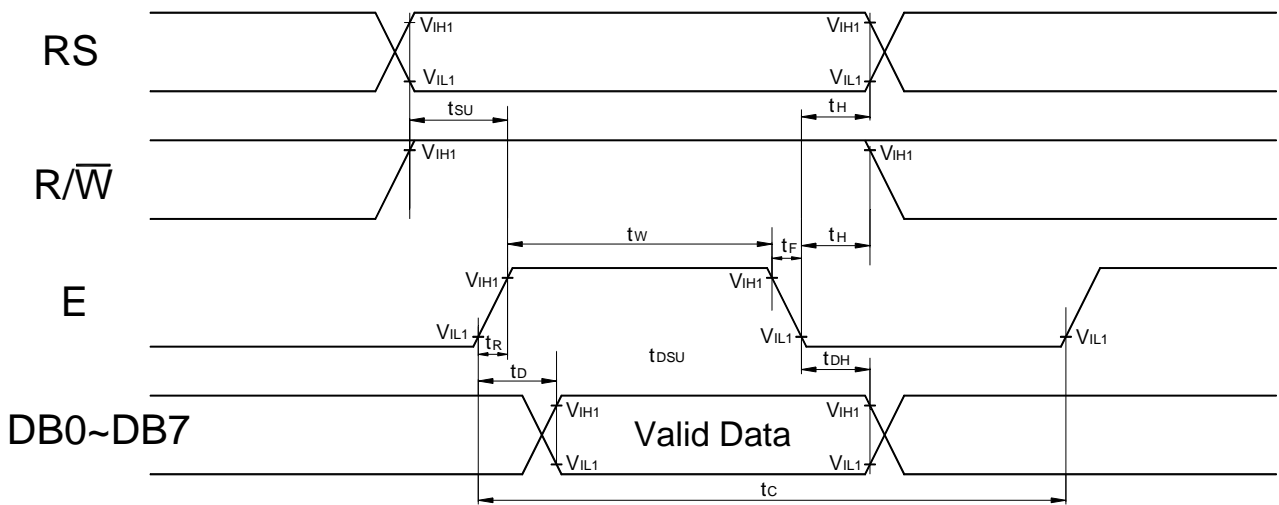 RS
VIH1
VIH1
VIL1
VIL1
tSU
tH
R/W̅
VIH1
VIH1
tW
tF
tH
E
VIH1
VIH1
VIL1
VIL1
VIL1
tR
tDSU
tD
tDH
DB0~DB7
VIH1
Valid Data
VIH1
VIL1
VIL1
tC